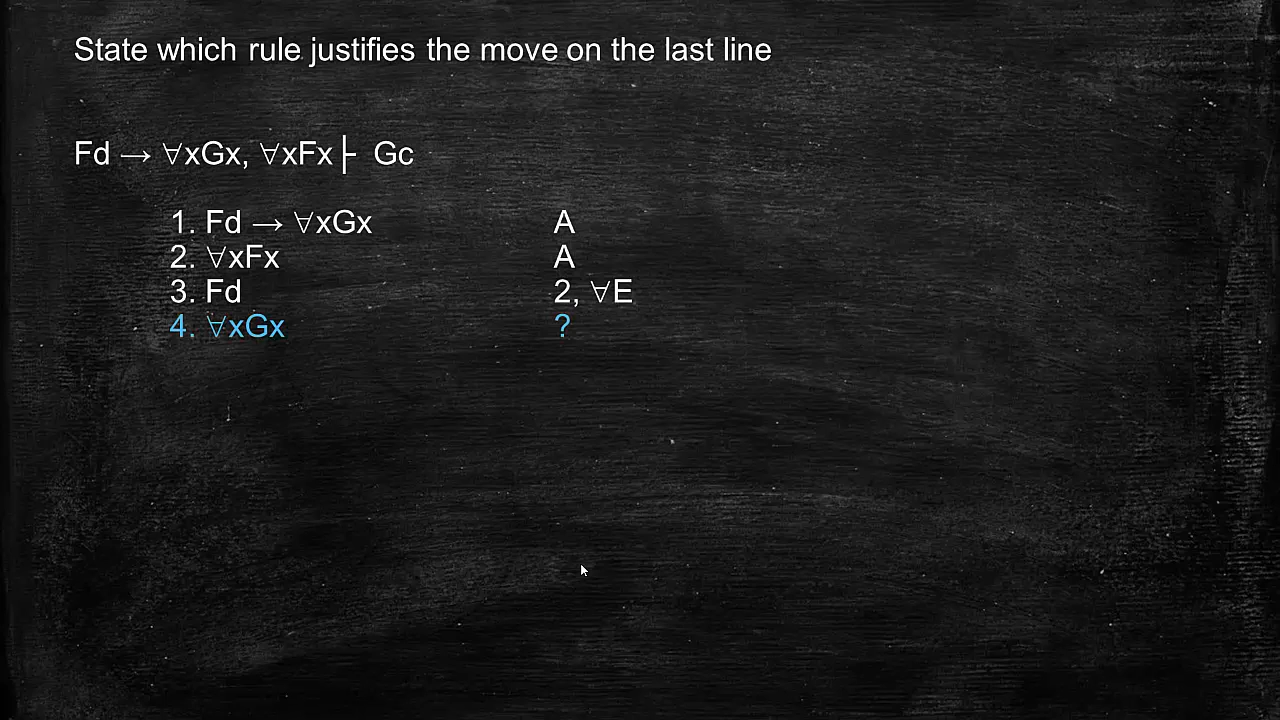 State which rule justifies the move on the last line
Fd → ∀xGx, ∀xFx├ Gc
1. Fd → ∀xGx A
2. ∀xFx A
3. Fd 2, ∀E
4. ∀xGx ?